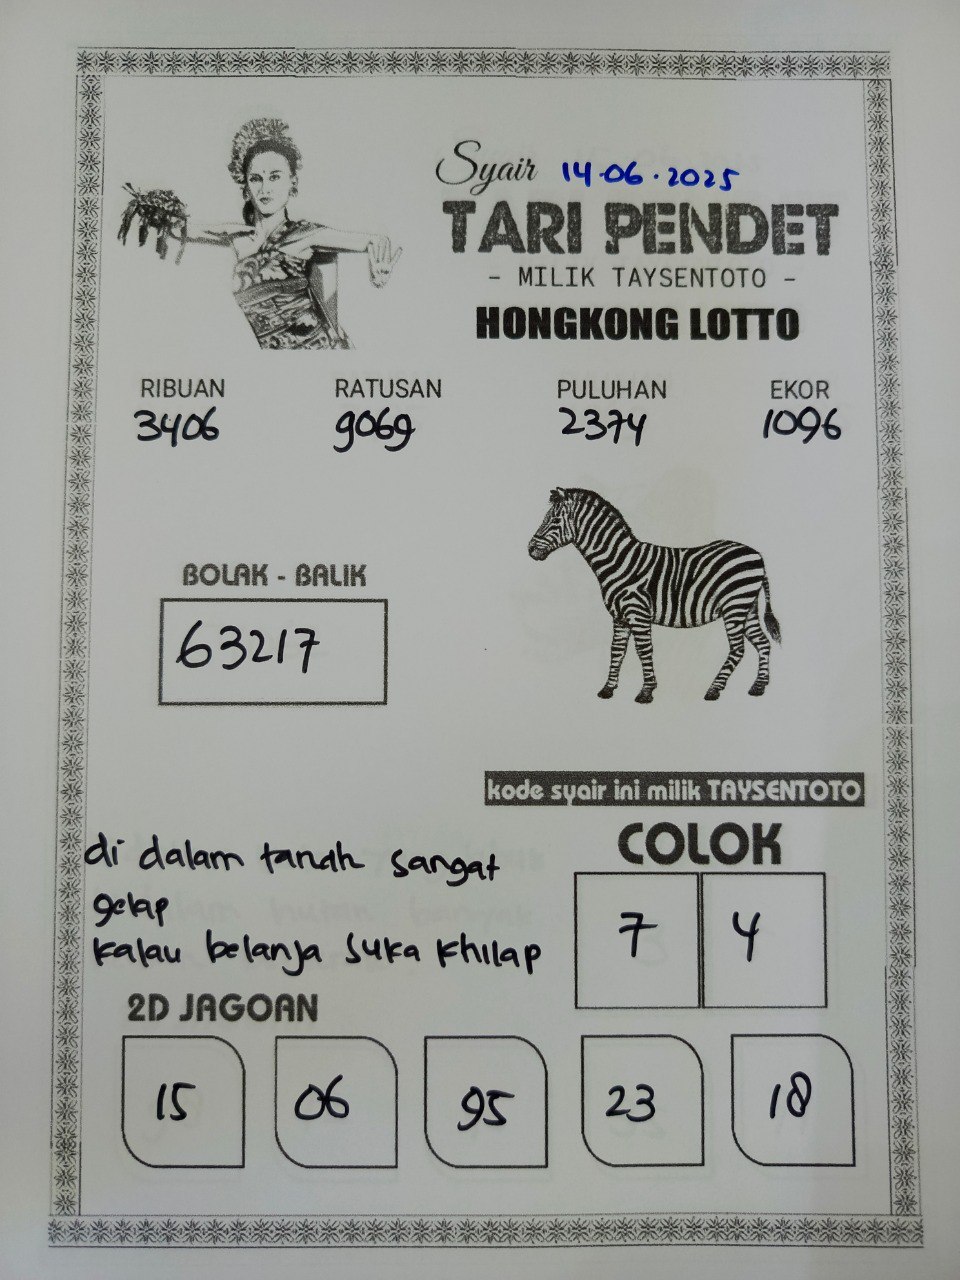 Syair 14.06.2025
TARI PENDET
- MILIK TAYSENTOTO -
HONGKONG LOTTO
RIBUAN RATUSAN PULUHAN EKOR
3406 9069 2374 1096
BOLAK - BALIK
63217
kode syair ini milik TAYSENTOTO
di dalam tanah sangat
gelap
kalau belanja suka khilap
COLOK
7 4
2D JAGOAN
15 06 95 23 18